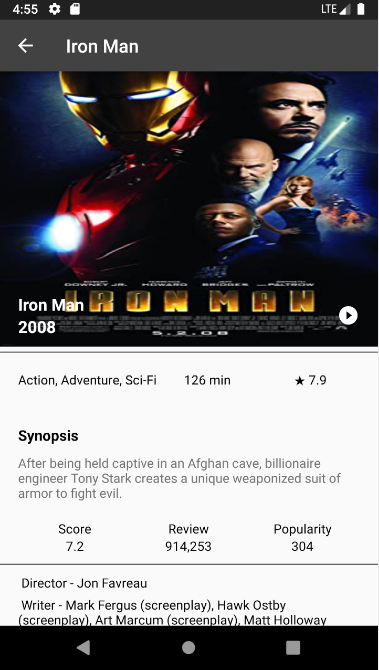 4:55
LTE
Iron Man
DOWNEY JR. HOWARD BRIDGES PALTROW
IRON MAN
Iron Man
2008
5.2.08
Action, Adventure, Sci-Fi 126 min ★ 7.9
Synopsis
After being held captive in an Afghan cave, billionaire
engineer Tony Stark creates a unique weaponized suit of
armor to fight evil.
Score Review Popularity
7.2 914,253 304
Director - Jon Favreau
Writer - Mark Fergus (screenplay), Hawk Ostby
(screenplay), Art Marcum (screenplay), Matt Holloway